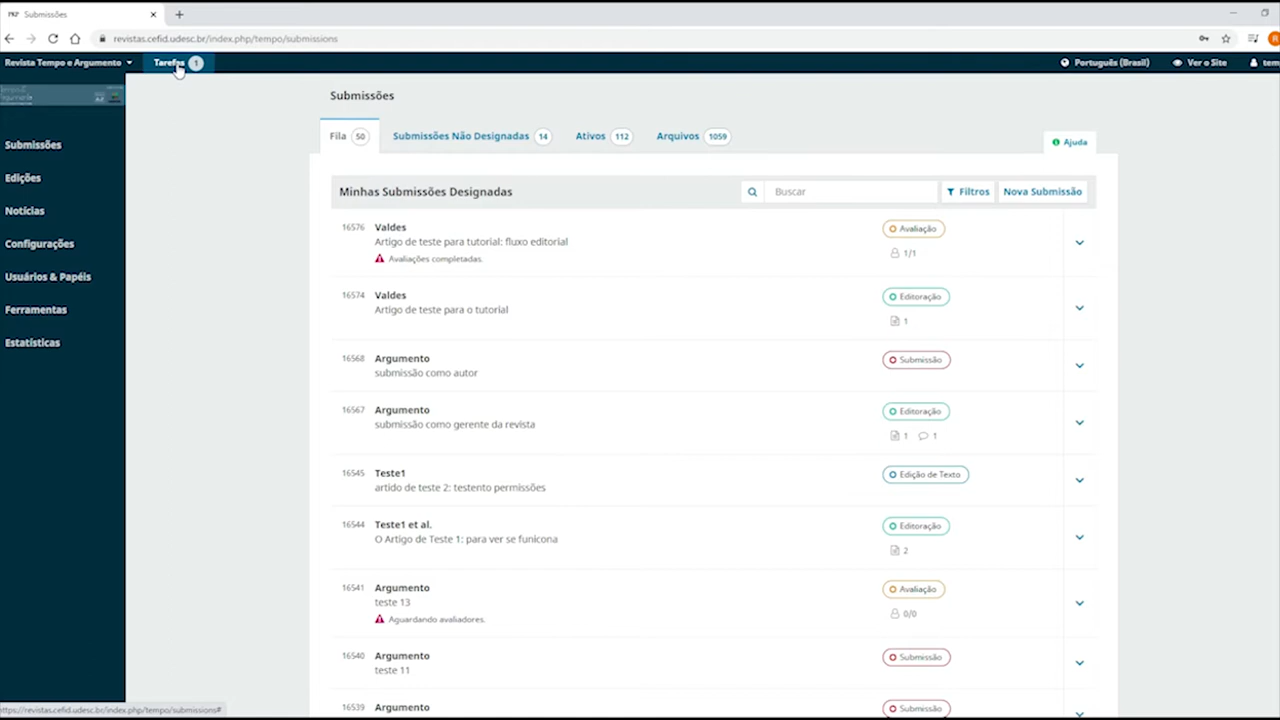 Submissões
revistas.cefid.udesc.br/index.php/tempo/submissions
Revista Tempo e Argumento
Tarefas 1
Português (Brasil)
Ver o Site
tem
Submissões
Edições
Notícias
Configurações
Usuários & Papéis
Ferramentas
Estatísticas
Submissões
Fila 50
Submissões Não Designadas 14
Ativos 112
Arquivos 1059
Ajuda
Minhas Submissões Designadas
Buscar
Filtros
Nova Submissão
16576 Valdes
Artigo de teste para tutorial: fluxo editorial
Avaliações completadas.
Avaliação
1/1
16574 Valdes
Artigo de teste para o tutorial
Editoração
1
16568 Argumento
submissão como autor
Submissão
16567 Argumento
submissão como gerente da revista
Editoração
1 1
16545 Teste1
artido de teste 2: testento permissões
Edição de Texto
16544 Teste1 et al.
O Artigo de Teste 1: para ver se funicona
Editoração
2
16541 Argumento
teste 13
Aguardando avaliadores.
Avaliação
0/0
16540 Argumento
teste 11
Submissão
16539 Argumento
Submissão
https://revistas.cefid.udesc.br/index.php/tempo/submissions#